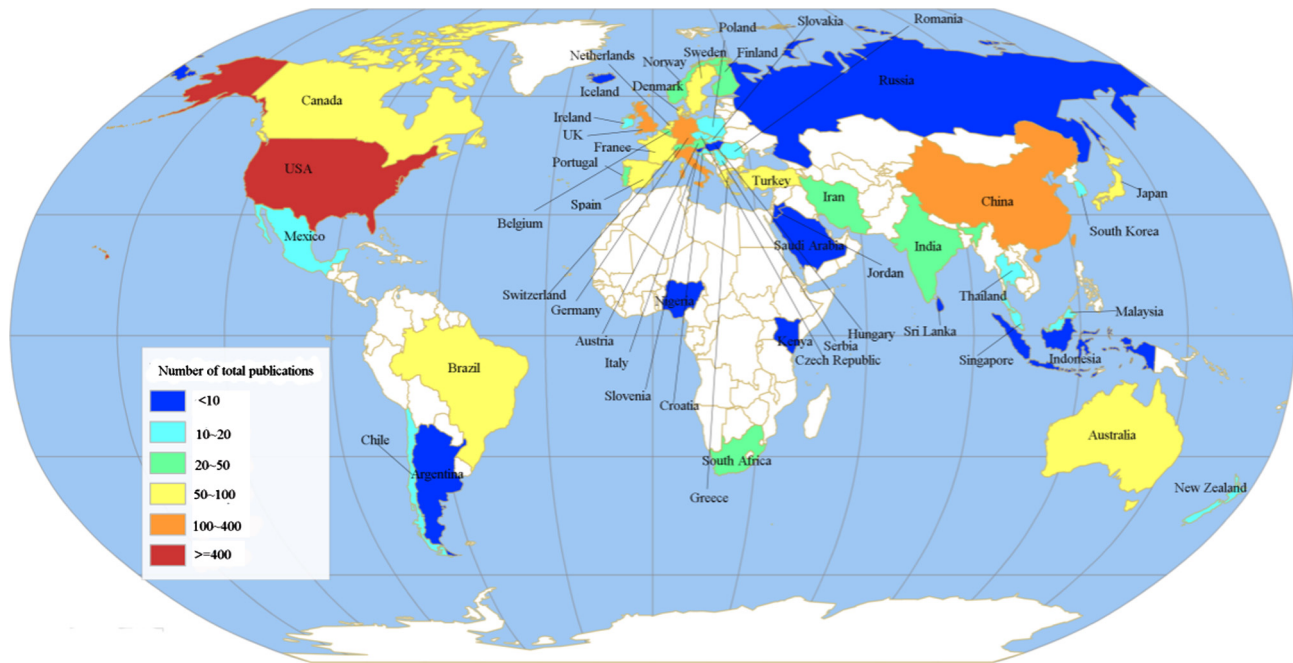 Romania
Slovakia
Poland
Sweden
Finland
Netherlands
Norway
Denmark
Russia
Iceland
Canada
Ireland
UK
France
Portugal
USA
Turkey
Spain
Iran
China
Japan
Belgium
Mexico
South Korea
India
Saudi Arabia
Jordan
Switzerland
Germany
Nigeria
Thailand
Malaysia
Sri Lanka
Hungary
Austria
Kenya
Serbia
Singapore
Indonesia
Italy
Czech Republic
Brazil
Slovenia
Croatia
Number of total publications
<10
10~20
20~50
50~100
100~400
>=400
Chile
Argentina
Australia
South Africa
Greece
New Zealand